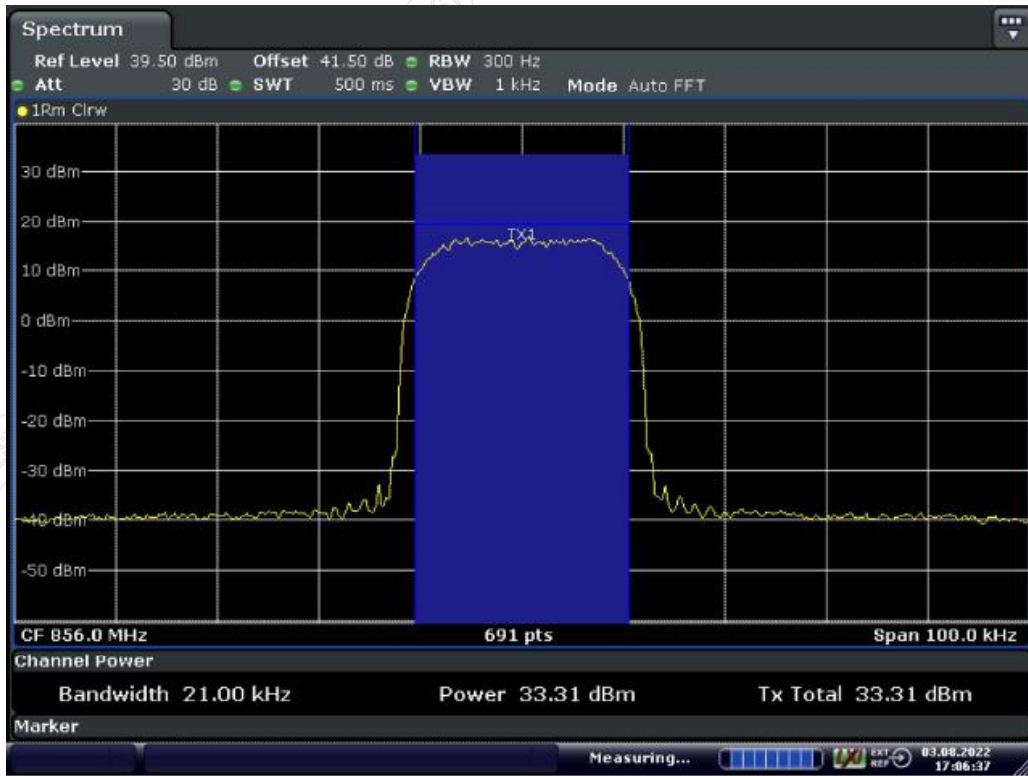 Spectrum
Ref Level 39.50 dBm Offset 41.50 dB RBW 300 Hz
Att 30 dB SWT 500 ms VBW 1 kHz Mode Auto FFT
1Rm Clrw
30 dBm
20 dBm
TX1
10 dBm
0 dBm
-10 dBm
-20 dBm
-30 dBm
-40 dBm
-50 dBm
CF 856.0 MHz 691 pts Span 100.0 kHz
Channel Power
Bandwidth 21.00 kHz Power 33.31 dBm Tx Total 33.31 dBm
Marker
Measuring... EXT REF 03.08.2022
17:06:37